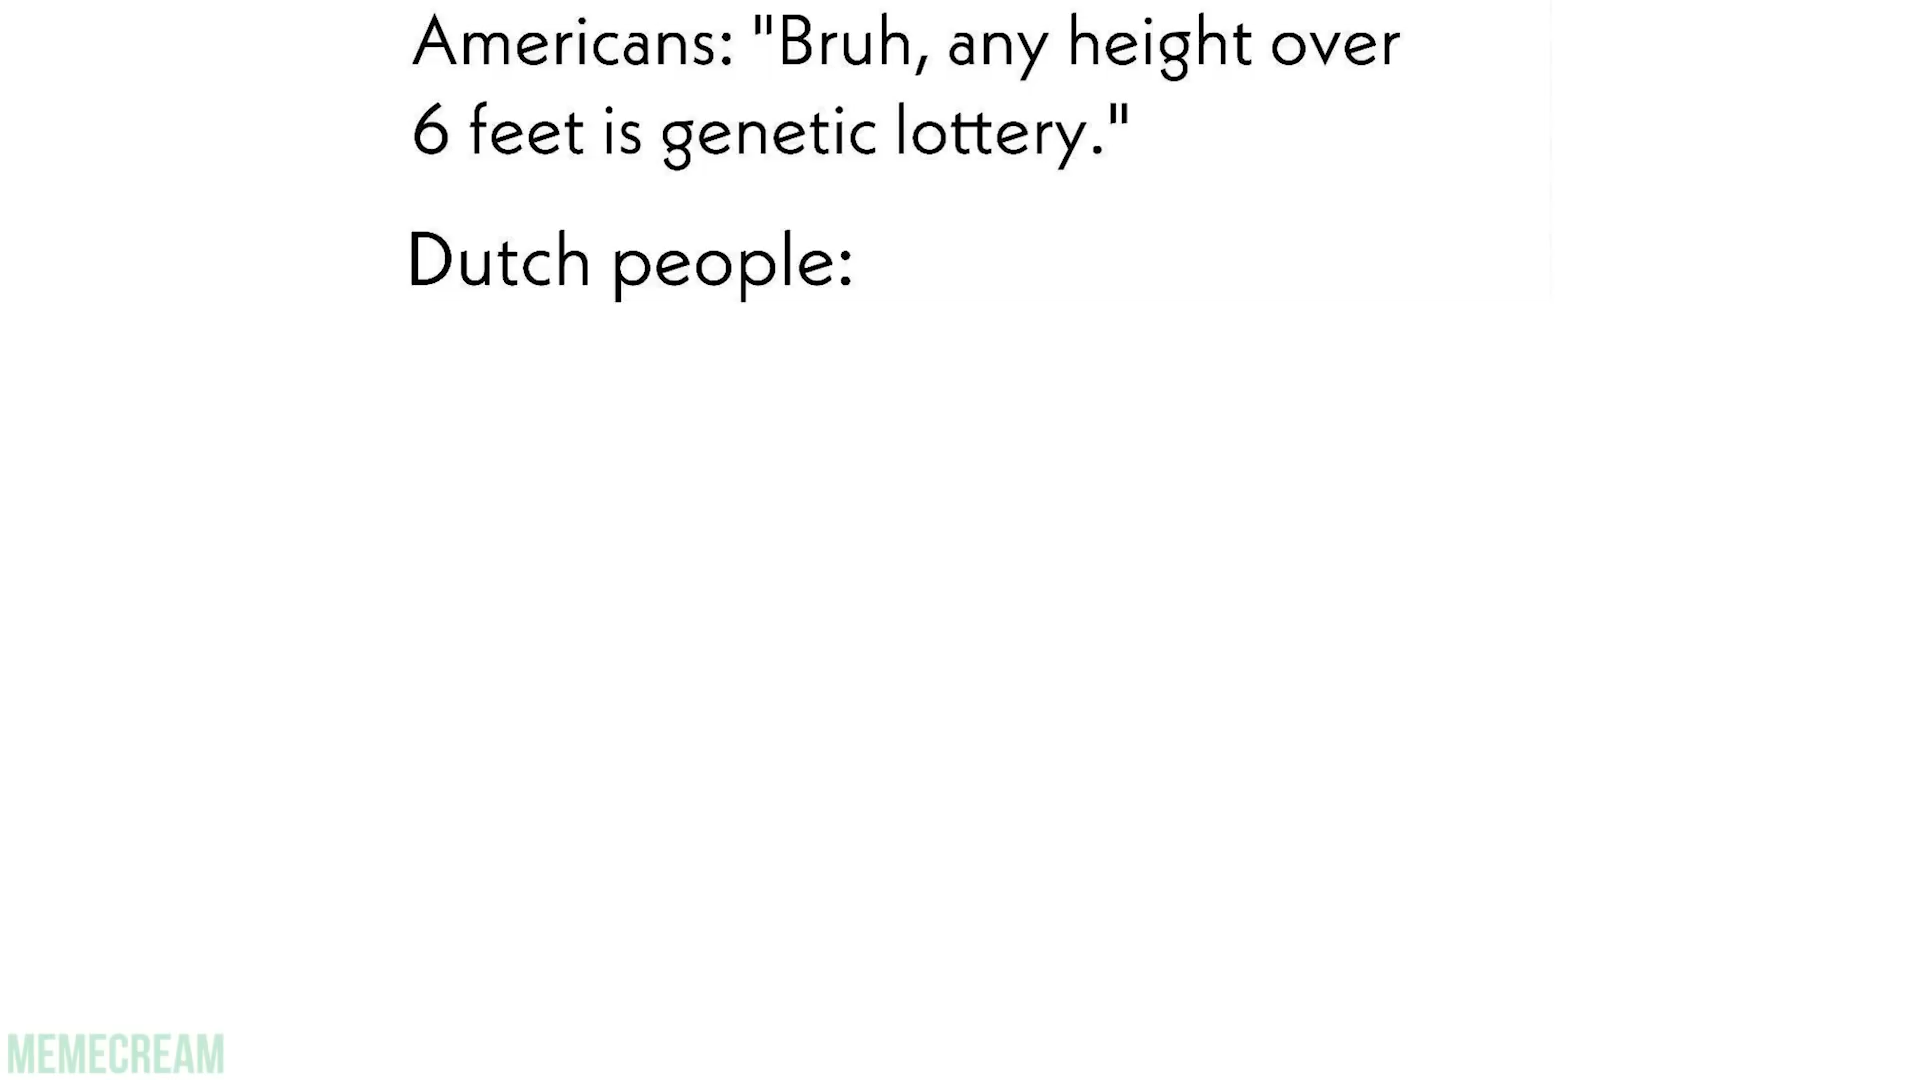 Americans: "Bruh, any height over
6 feet is genetic lottery."
Dutch people:
MEMECREAM